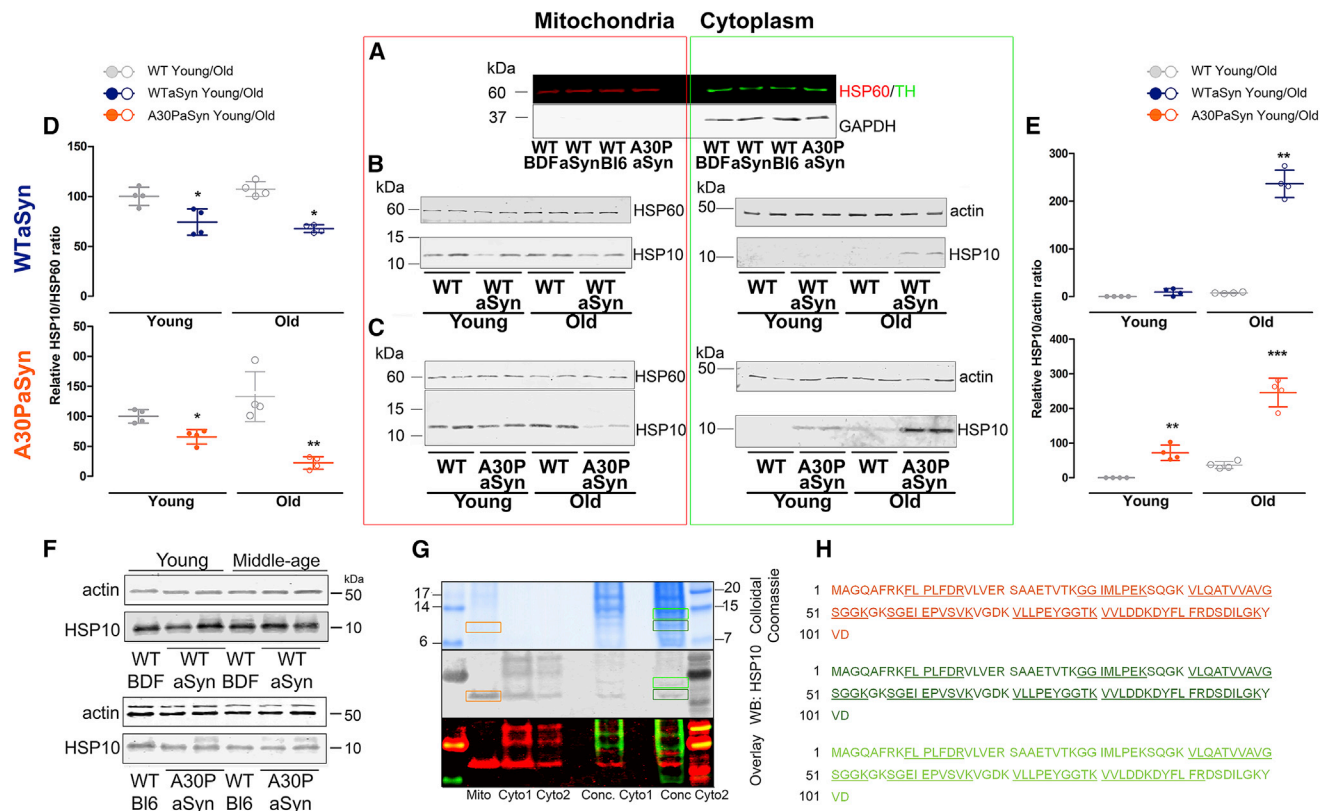 Mitochondria Cytoplasm
WT Young/Old
WTaSyn Young/Old
A30PaSyn Young/Old
D
WTaSyn
A30PaSyn
Relative HSP10/HSP60 ratio
150
100
50
0
Young
Old
*
*
00
150
100
50
0
Young
Old
*
**
A
kDa
60
37
HSP60/TH
GAPDH
WT WT WT A30P
BDF aSyn Bl6 aSyn
WT WT WT A30P
BDF aSyn Bl6 aSyn
B
kDa
60
15
10
HSP60
HSP10
WT WT aSyn WT WT aSyn
Young Old
50
10
actin
HSP10
WT WT aSyn WT WT aSyn
Young Old
C
kDa
60
15
10
HSP60
HSP10
WT A30P aSyn WT A30P aSyn
Young Old
kDa
50
10
actin
HSP10
WT A30P aSyn WT A30P aSyn
Young Old
WT Young/Old
WTaSyn Young/Old
A30PaSyn Young/Old
E
Relative HSP10/actin ratio
300
200
100
0
Young
Old
**
400
300
200
100
0
Young
Old
**
***
F
Young Middle-age
kDa
actin
50
HSP10
10
WT WT WT WT
BDF aSyn BDF aSyn
actin
50
HSP10
10
WT A30P WT A30P
Bl6 aSyn Bl6 aSyn
G
17
14
6
20
15
7
Colloidal Coomasie
WB: HSP10
Overlay
Mito Cyto1 Cyto2 Conc. Cyto1 Conc Cyto2
H
1 MAGQAFRKFL PLFDRVLVER SAAETVTKGG IMLPEKSQGK VLQATVVAVG
51 SGGKGKSGEI EPVSVKVGDK VLLPEYGGTK VVLDDKDYFL FRDSDILGKY
101 VD
1 MAGQAFRKFL PLFDRVLVER SAAETVTKGG IMLPEKSQGK VLQATVVAVG
51 SGGKGKSGEI EPVSVKVGDK VLLPEYGGTK VVLDDKDYFL FRDSDILGKY
101 VD
1 MAGQAFRKFL PLFDRVLVER SAAETVTKGG IMLPEKSQGK VLQATVVAVG
51 SGGKGKSGEI EPVSVKVGDK VLLPEYGGTK VVLDDKDYFL FRDSDILGKY
101 VD